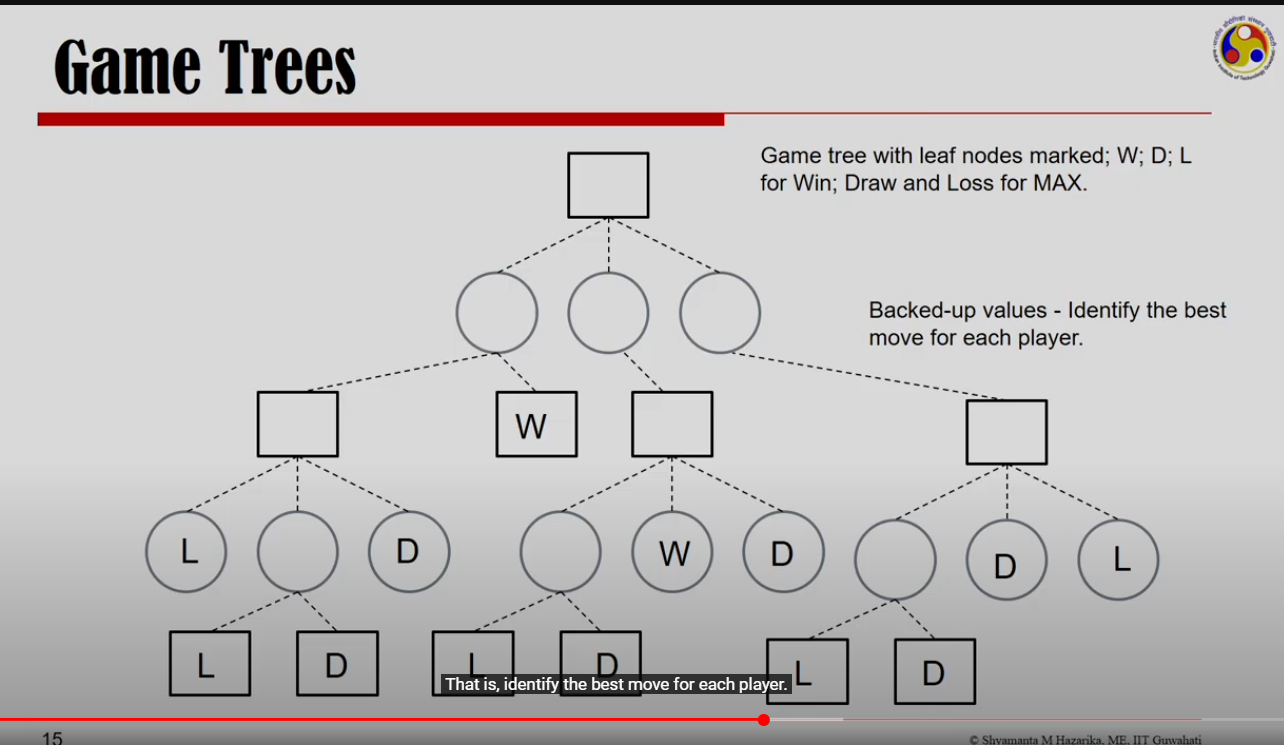 Game Trees
Game tree with leaf nodes marked; W; D; L
for Win; Draw and Loss for MAX.
Backed-up values - Identify the best
move for each player.
W
L
D
W
D
D
L
L
D
L
D
L
D
That is, identify the best move for each player.
15
© Shyamanta M Hazarika, ME, IIT Guwahati